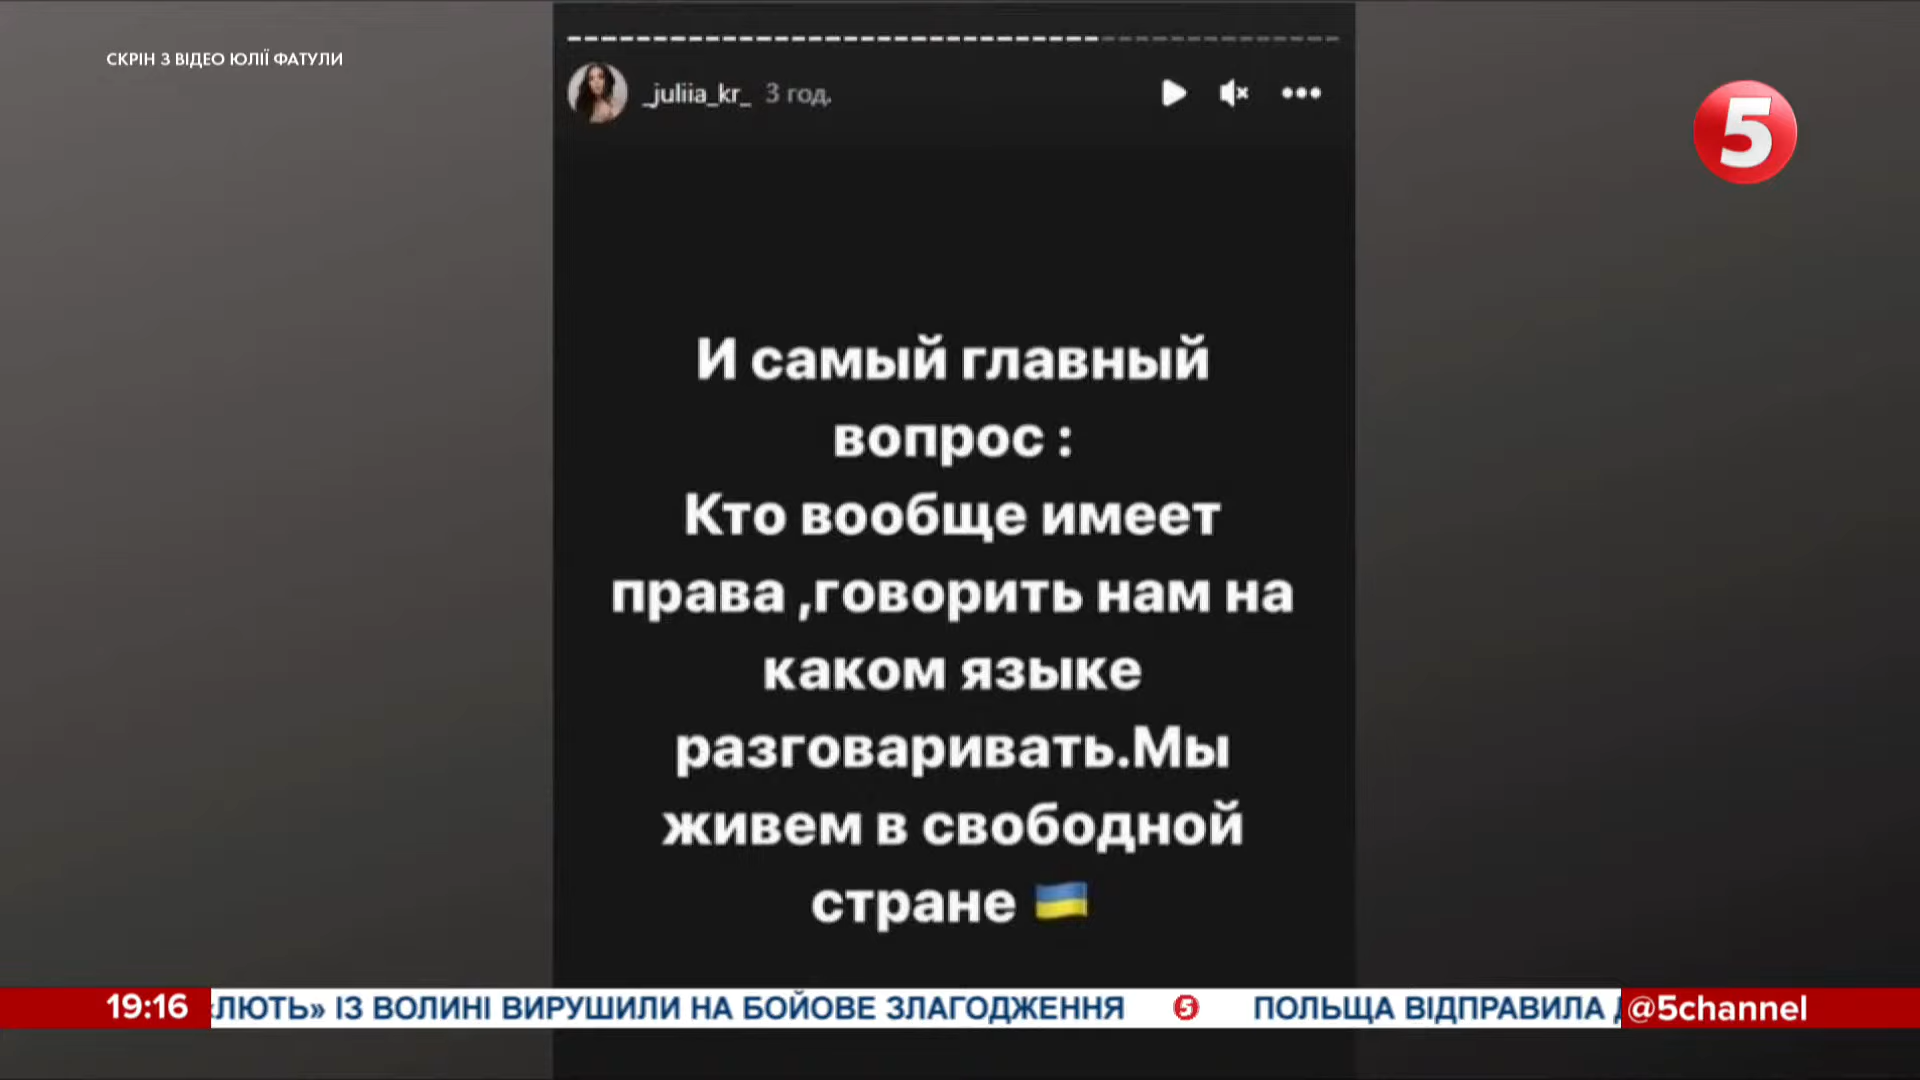 СКРІН З ВІДЕО ЮЛІЇ ФАТУЛИ
_juliia_kr_ 3 год.
5
И самый главный
вопрос :
Кто вообще имеет
права ,говорить нам на
каком языке
разговаривать.Мы
живем в свободной
стране
19:16 «ЛЮТЬ» ІЗ ВОЛИНІ ВИРУШИЛИ НА БОЙОВЕ ЗЛАГОДЖЕННЯ 5 ПОЛЬЩА ВІДПРАВИЛА @5channel